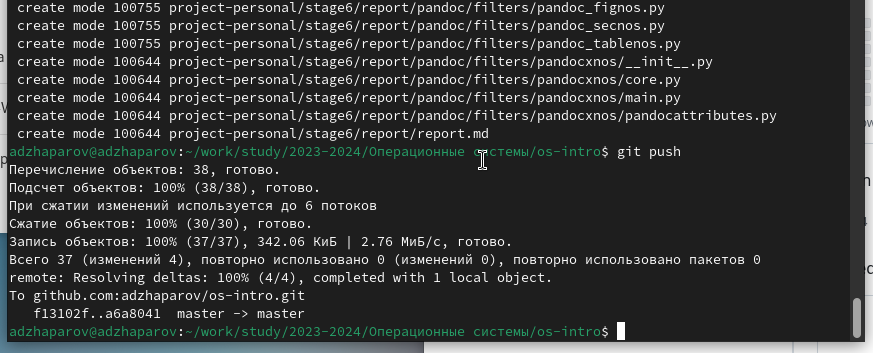 create mode 100755 project-personal/stage6/report/pandoc/filters/pandoc_fignos.py
create mode 100755 project-personal/stage6/report/pandoc/filters/pandoc_secnos.py
create mode 100755 project-personal/stage6/report/pandoc/filters/pandoc_tablenos.py
create mode 100644 project-personal/stage6/report/pandoc/filters/pandocxnos/__init__.py
create mode 100644 project-personal/stage6/report/pandoc/filters/pandocxnos/core.py
create mode 100644 project-personal/stage6/report/pandoc/filters/pandocxnos/main.py
create mode 100644 project-personal/stage6/report/pandoc/filters/pandocxnos/pandocattributes.py
create mode 100644 project-personal/stage6/report/report.md
adzhaparov@adzhaparov:~/work/study/2023-2024/Операционные системы/os-intro$ git push
Перечисление объектов: 38, готово.
Подсчет объектов: 100% (38/38), готово.
При сжатии изменений используется до 6 потоков
Сжатие объектов: 100% (30/30), готово.
Запись объектов: 100% (37/37), 342.06 КиБ | 2.76 МиБ/с, готово.
Всего 37 (изменений 4), повторно использовано 0 (изменений 0), повторно использовано пакетов 0
remote: Resolving deltas: 100% (4/4), completed with 1 local object.
To github.com:adzhaparov/os-intro.git
f13102f..a6a8041  master -> master
adzhaparov@adzhaparov:~/work/study/2023-2024/Операционные системы/os-intro$